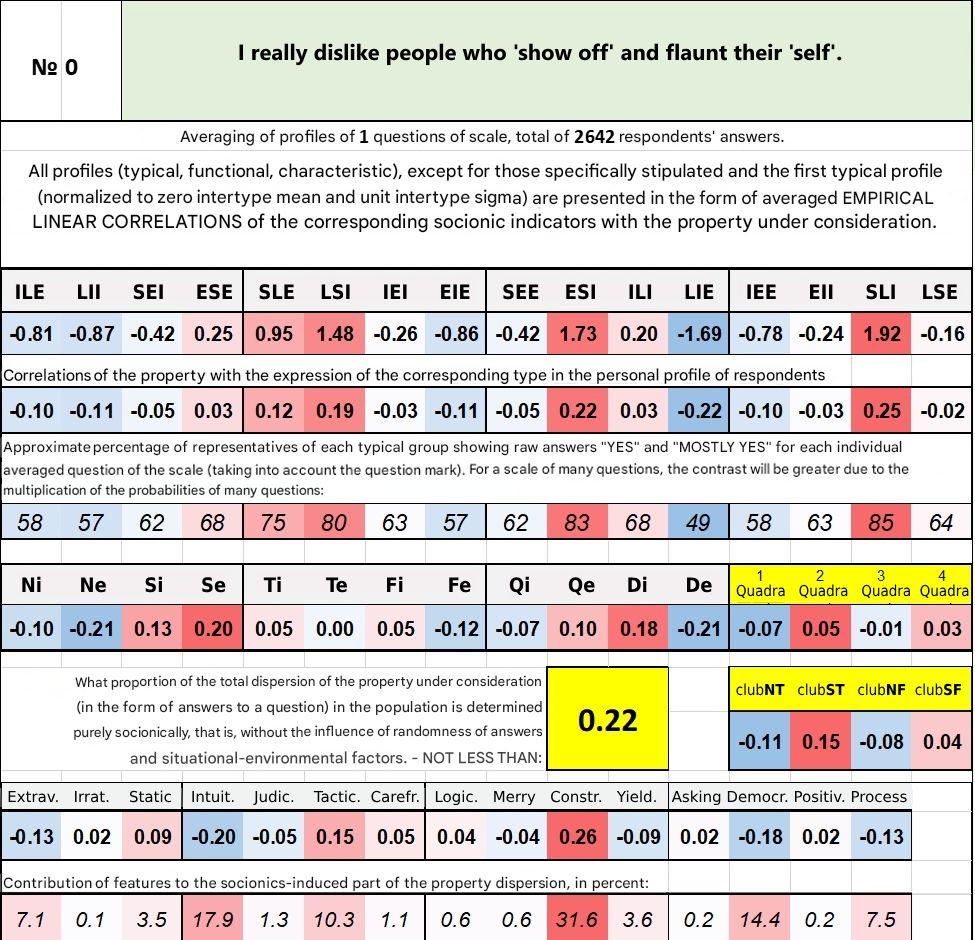 № 0
I really dislike people who 'show off' and flaunt their 'self'.
Averaging of profiles of 1 questions of scale, total of 2642 respondents' answers.
All profiles (typical, functional, characteristic), except for those specifically stipulated and the first typical profile
(normalized to zero intertype mean and unit intertype sigma) are presented in the form of averaged EMPIRICAL
LINEAR CORRELATIONS of the corresponding socionic indicators with the property under consideration.
ILE LII SEI ESE SLE LSI IEI EIE SEE ESI ILI LIE IEE EII SLI LSE
-0.81 -0.87 -0.42 0.25 0.95 1.48 -0.26 -0.86 -0.42 1.73 0.20 -1.69 -0.78 -0.24 1.92 -0.16
Correlations of the property with the expression of the corresponding type in the personal profile of respondents
-0.10 -0.11 -0.05 0.03 0.12 0.19 -0.03 -0.11 -0.05 0.22 0.03 -0.22 -0.10 -0.03 0.25 -0.02
Approximate percentage of representatives of each typical group showing raw answers "YES" and "MOSTLY YES" for each individual
averaged question of the scale (taking into account the question mark). For a scale of many questions, the contrast will be greater due to the
multiplication of the probabilities of many questions:
58 57 62 68 75 80 63 57 62 83 68 49 58 63 85 64
Ni Ne Si Se Ti Te Fi Fe Qi Qe Di De 1 Quadra 2 Quadra 3 Quadra 4 Quadra
-0.10 -0.21 0.13 0.20 0.05 0.00 0.05 -0.12 -0.07 0.10 0.18 -0.21 -0.07 0.05 -0.01 0.03
What proportion of the total dispersion of the property under consideration
(in the form of answers to a question) in the population is determined
purely socionically, that is, without the influence of randomness of answers
and situational-environmental factors. - NOT LESS THAN:
0.22
clubNT clubST clubNF clubSF
-0.11 0.15 -0.08 0.04
Extrav. Irrat. Static Intuit. Judic. Tactic. Carefr. Logic. Merry Constr. Yield. Asking Democr. Positiv. Process
-0.13 0.02 0.09 -0.20 -0.05 0.15 0.05 0.04 -0.04 0.26 -0.09 0.02 -0.18 0.02 -0.13
Contribution of features to the socionics-induced part of the property dispersion, in percent:
7.1 0.1 3.5 17.9 1.3 10.3 1.1 0.6 0.6 31.6 3.6 0.2 14.4 0.2 7.5